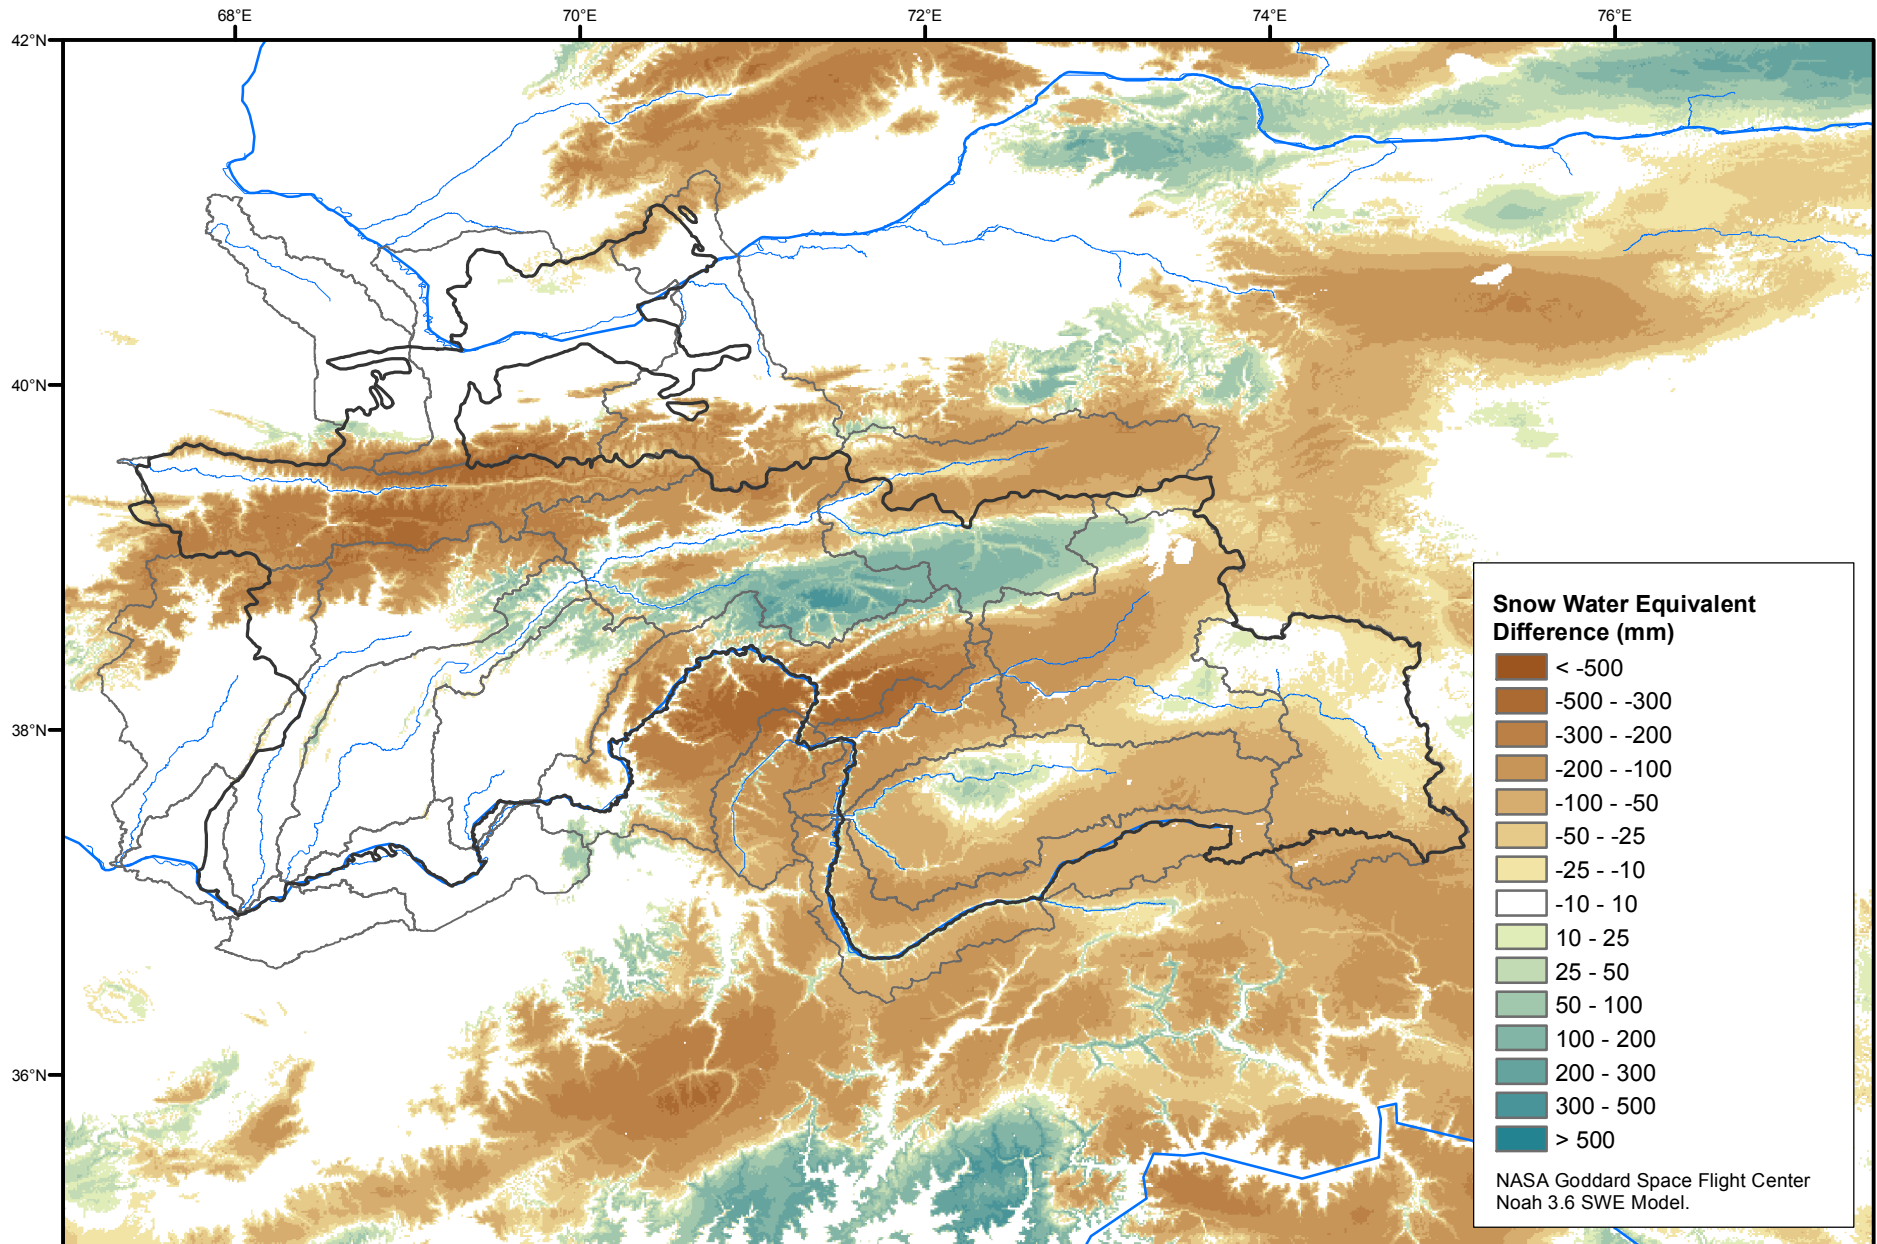 68°E 70°E 72°E 74°E 76°E
42°N
40°N
38°N
36°N
Snow Water Equivalent
Difference (mm)
< -500
-500 - -300
-300 - -200
-200 - -100
-100 - -50
-50 - -25
-25 - -10
-10 - 10
10 - 25
25 - 50
50 - 100
100 - 200
200 - 300
300 - 500
> 500
NASA Goddard Space Flight Center
Noah 3.6 SWE Model.